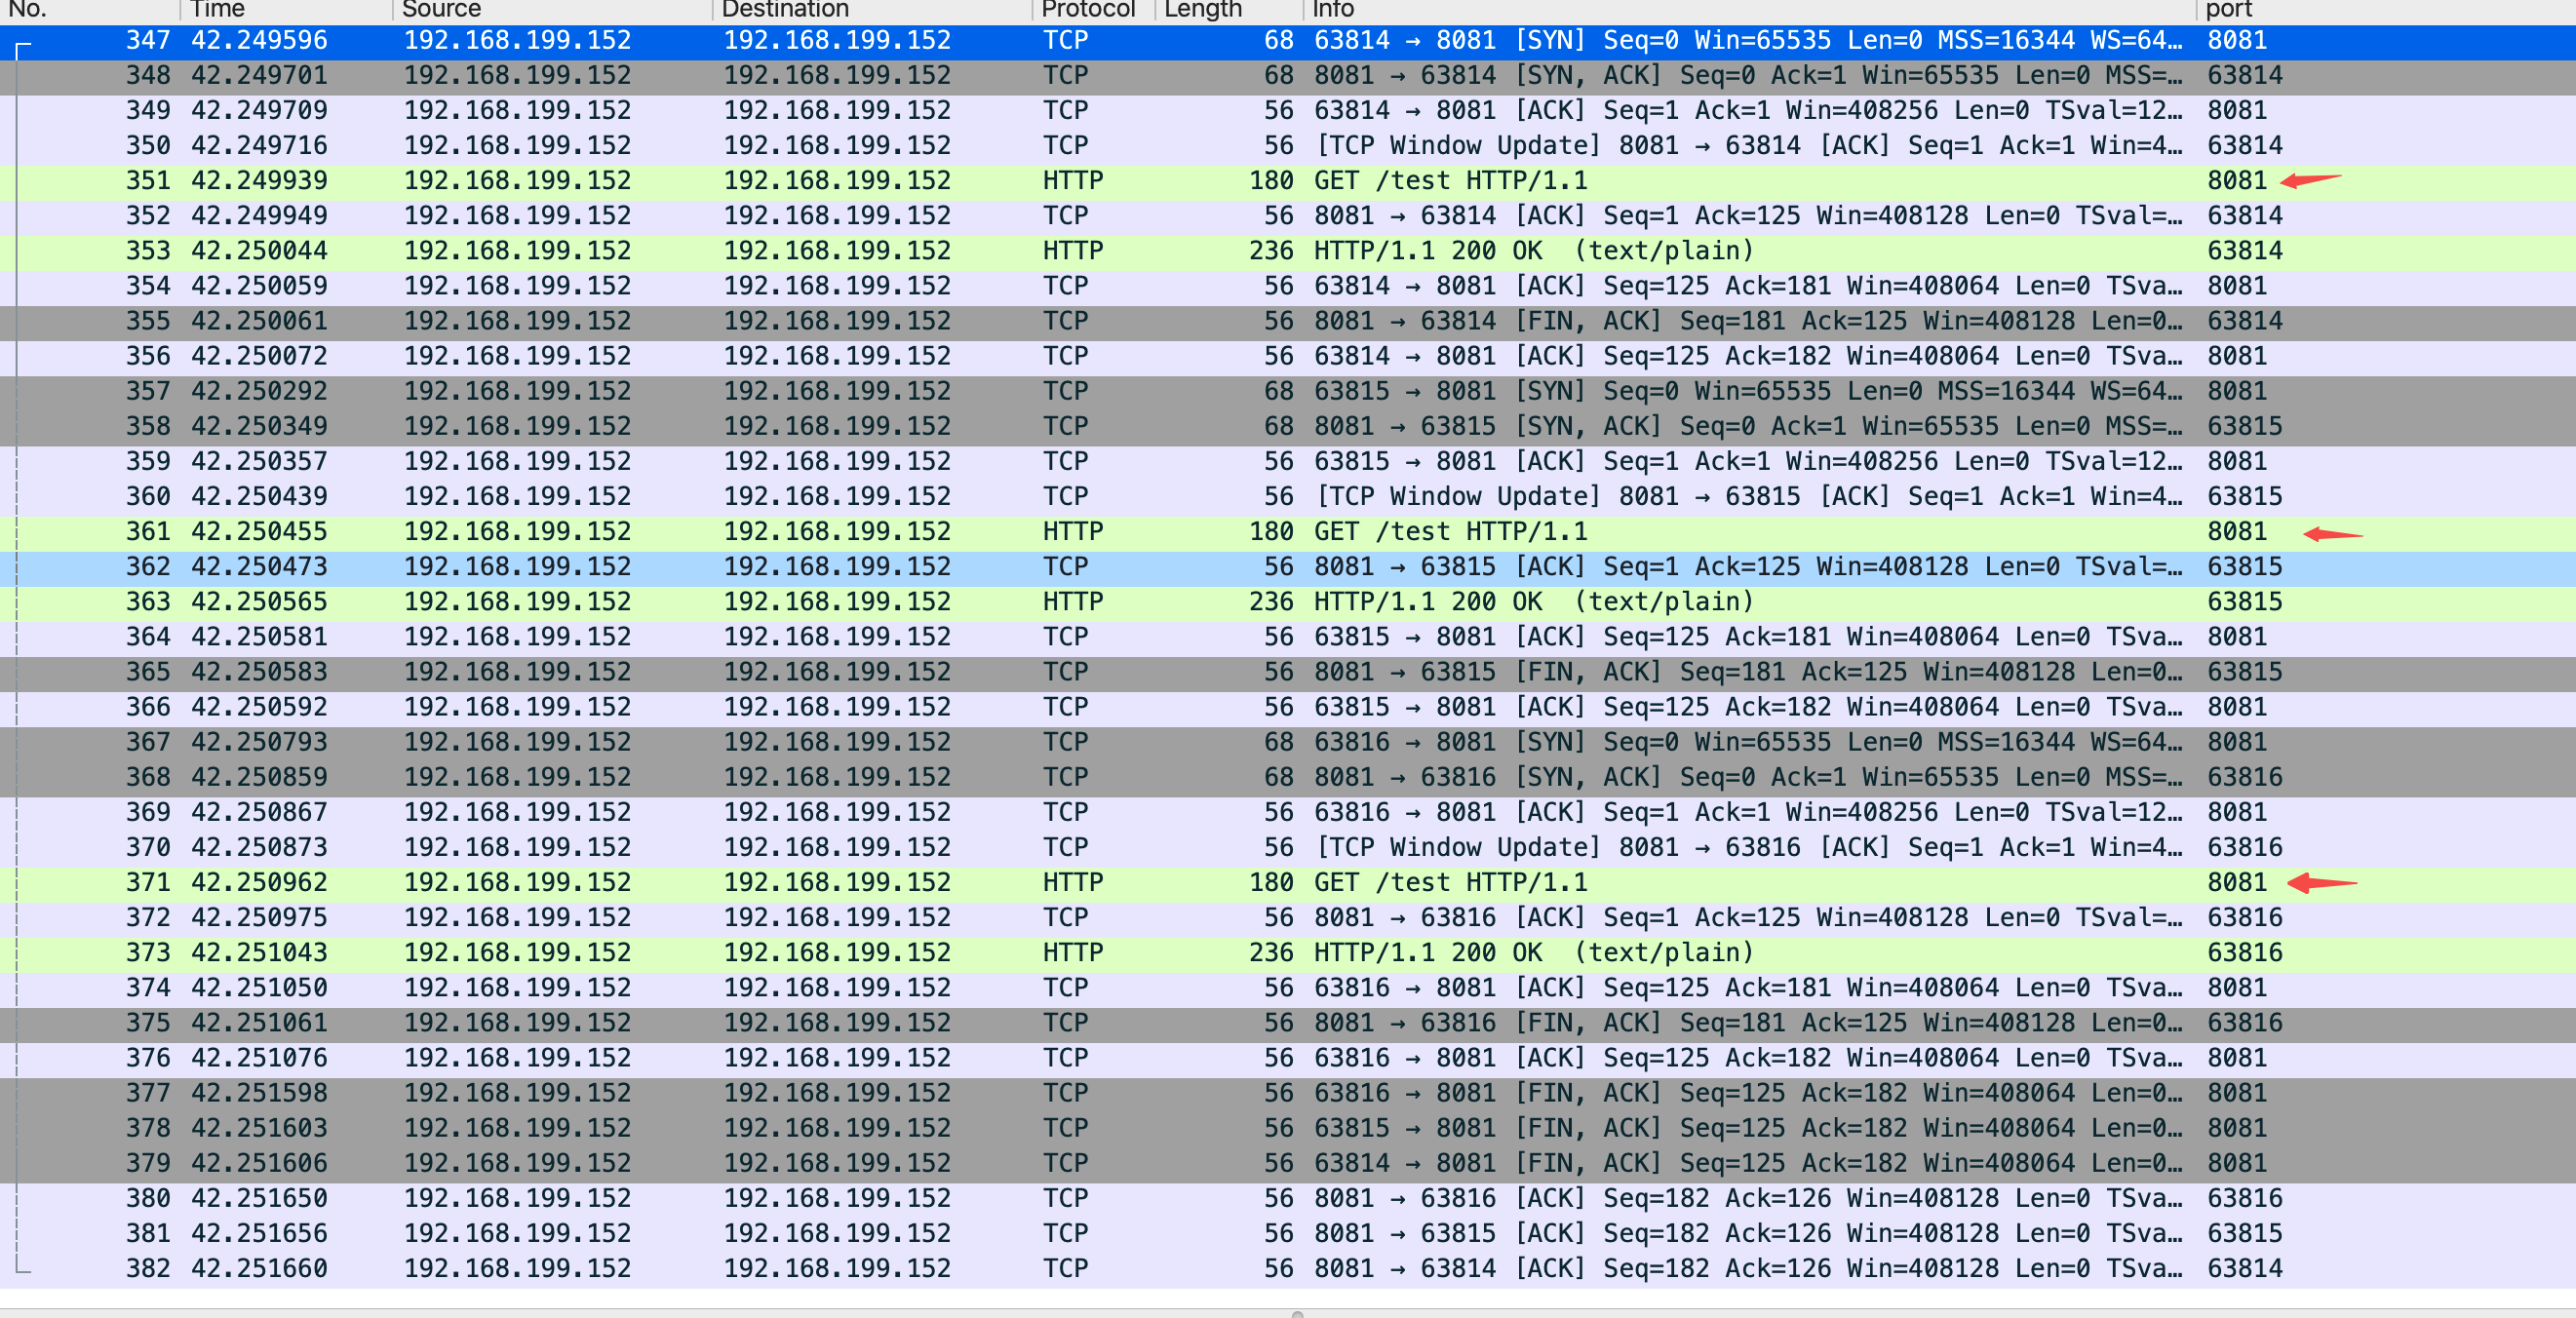 No. Time Source Destination Protocol Length Info port
347 42.249596 192.168.199.152 192.168.199.152 TCP 68 63814 → 8081 [SYN] Seq=0 Win=65535 Len=0 MSS=16344 WS=64… 8081
348 42.249701 192.168.199.152 192.168.199.152 TCP 68 8081 → 63814 [SYN, ACK] Seq=0 Ack=1 Win=65535 Len=0 MSS=… 63814
349 42.249709 192.168.199.152 192.168.199.152 TCP 56 63814 → 8081 [ACK] Seq=1 Ack=1 Win=408256 Len=0 TSval=12… 8081
350 42.249716 192.168.199.152 192.168.199.152 TCP 56 [TCP Window Update] 8081 → 63814 [ACK] Seq=1 Ack=1 Win=4… 63814
351 42.249939 192.168.199.152 192.168.199.152 HTTP 180 GET /test HTTP/1.1 8081
352 42.249949 192.168.199.152 192.168.199.152 TCP 56 8081 → 63814 [ACK] Seq=1 Ack=125 Win=408128 Len=0 TSval=… 63814
353 42.250044 192.168.199.152 192.168.199.152 HTTP 236 HTTP/1.1 200 OK (text/plain) 63814
354 42.250059 192.168.199.152 192.168.199.152 TCP 56 63814 → 8081 [ACK] Seq=125 Ack=181 Win=408064 Len=0 TSva… 8081
355 42.250061 192.168.199.152 192.168.199.152 TCP 56 8081 → 63814 [FIN, ACK] Seq=181 Ack=125 Win=408128 Len=0… 63814
356 42.250072 192.168.199.152 192.168.199.152 TCP 56 63814 → 8081 [ACK] Seq=125 Ack=182 Win=408064 Len=0 TSva… 8081
357 42.250292 192.168.199.152 192.168.199.152 TCP 68 63815 → 8081 [SYN] Seq=0 Win=65535 Len=0 MSS=16344 WS=64… 8081
358 42.250349 192.168.199.152 192.168.199.152 TCP 68 8081 → 63815 [SYN, ACK] Seq=0 Ack=1 Win=65535 Len=0 MSS=… 63815
359 42.250357 192.168.199.152 192.168.199.152 TCP 56 63815 → 8081 [ACK] Seq=1 Ack=1 Win=408256 Len=0 TSval=12… 8081
360 42.250439 192.168.199.152 192.168.199.152 TCP 56 [TCP Window Update] 8081 → 63815 [ACK] Seq=1 Ack=1 Win=4… 63815
361 42.250455 192.168.199.152 192.168.199.152 HTTP 180 GET /test HTTP/1.1 8081
362 42.250473 192.168.199.152 192.168.199.152 TCP 56 8081 → 63815 [ACK] Seq=1 Ack=125 Win=408128 Len=0 TSval=… 63815
363 42.250565 192.168.199.152 192.168.199.152 HTTP 236 HTTP/1.1 200 OK (text/plain) 63815
364 42.250581 192.168.199.152 192.168.199.152 TCP 56 63815 → 8081 [ACK] Seq=125 Ack=181 Win=408064 Len=0 TSva… 8081
365 42.250583 192.168.199.152 192.168.199.152 TCP 56 8081 → 63815 [FIN, ACK] Seq=181 Ack=125 Win=408128 Len=0… 63815
366 42.250592 192.168.199.152 192.168.199.152 TCP 56 63815 → 8081 [ACK] Seq=125 Ack=182 Win=408064 Len=0 TSva… 8081
367 42.250793 192.168.199.152 192.168.199.152 TCP 68 63816 → 8081 [SYN] Seq=0 Win=65535 Len=0 MSS=16344 WS=64… 8081
368 42.250859 192.168.199.152 192.168.199.152 TCP 68 8081 → 63816 [SYN, ACK] Seq=0 Ack=1 Win=65535 Len=0 MSS=… 63816
369 42.250867 192.168.199.152 192.168.199.152 TCP 56 63816 → 8081 [ACK] Seq=1 Ack=1 Win=408256 Len=0 TSval=12… 8081
370 42.250873 192.168.199.152 192.168.199.152 TCP 56 [TCP Window Update] 8081 → 63816 [ACK] Seq=1 Ack=1 Win=4… 63816
371 42.250962 192.168.199.152 192.168.199.152 HTTP 180 GET /test HTTP/1.1 8081
372 42.250975 192.168.199.152 192.168.199.152 TCP 56 8081 → 63816 [ACK] Seq=1 Ack=125 Win=408128 Len=0 TSval=… 63816
373 42.251043 192.168.199.152 192.168.199.152 HTTP 236 HTTP/1.1 200 OK (text/plain) 63816
374 42.251050 192.168.199.152 192.168.199.152 TCP 56 63816 → 8081 [ACK] Seq=125 Ack=181 Win=408064 Len=0 TSva… 8081
375 42.251061 192.168.199.152 192.168.199.152 TCP 56 8081 → 63816 [FIN, ACK] Seq=181 Ack=125 Win=408128 Len=0… 63816
376 42.251076 192.168.199.152 192.168.199.152 TCP 56 63816 → 8081 [ACK] Seq=125 Ack=182 Win=408064 Len=0 TSva… 8081
377 42.251598 192.168.199.152 192.168.199.152 TCP 56 63816 → 8081 [FIN, ACK] Seq=125 Ack=182 Win=408064 Len=0… 8081
378 42.251603 192.168.199.152 192.168.199.152 TCP 56 63815 → 8081 [FIN, ACK] Seq=125 Ack=182 Win=408064 Len=0… 8081
379 42.251606 192.168.199.152 192.168.199.152 TCP 56 63814 → 8081 [FIN, ACK] Seq=125 Ack=182 Win=408064 Len=0… 8081
380 42.251650 192.168.199.152 192.168.199.152 TCP 56 8081 → 63816 [ACK] Seq=182 Ack=126 Win=408128 Len=0 TSva… 63816
381 42.251656 192.168.199.152 192.168.199.152 TCP 56 8081 → 63815 [ACK] Seq=182 Ack=126 Win=408128 Len=0 TSva… 63815
382 42.251660 192.168.199.152 192.168.199.152 TCP 56 8081 → 63814 [ACK] Seq=182 Ack=126 Win=408128 Len=0 TSva… 63814